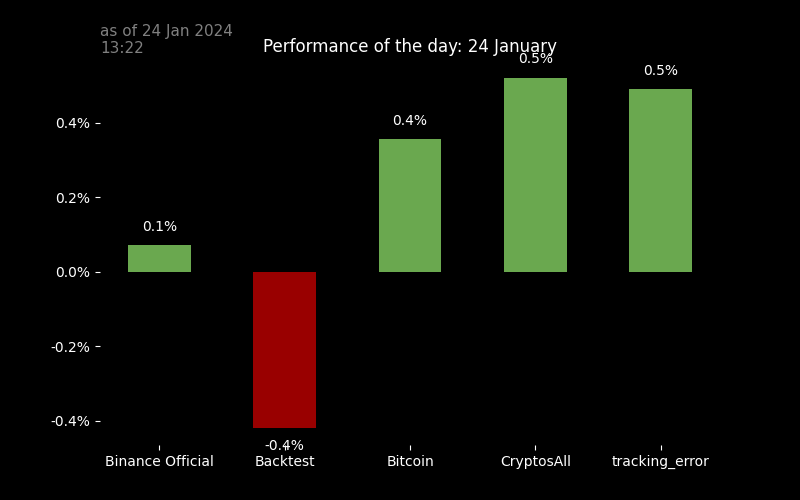 as of 24 Jan 2024
13:22
Performance of the day: 24 January
0.5%
0.5%
0.4%
0.4%
0.2%
0.1%
0.0%
-0.2%
-0.4%
-0.4%
Binance Official
Backtest
Bitcoin
CryptosAll
tracking_error